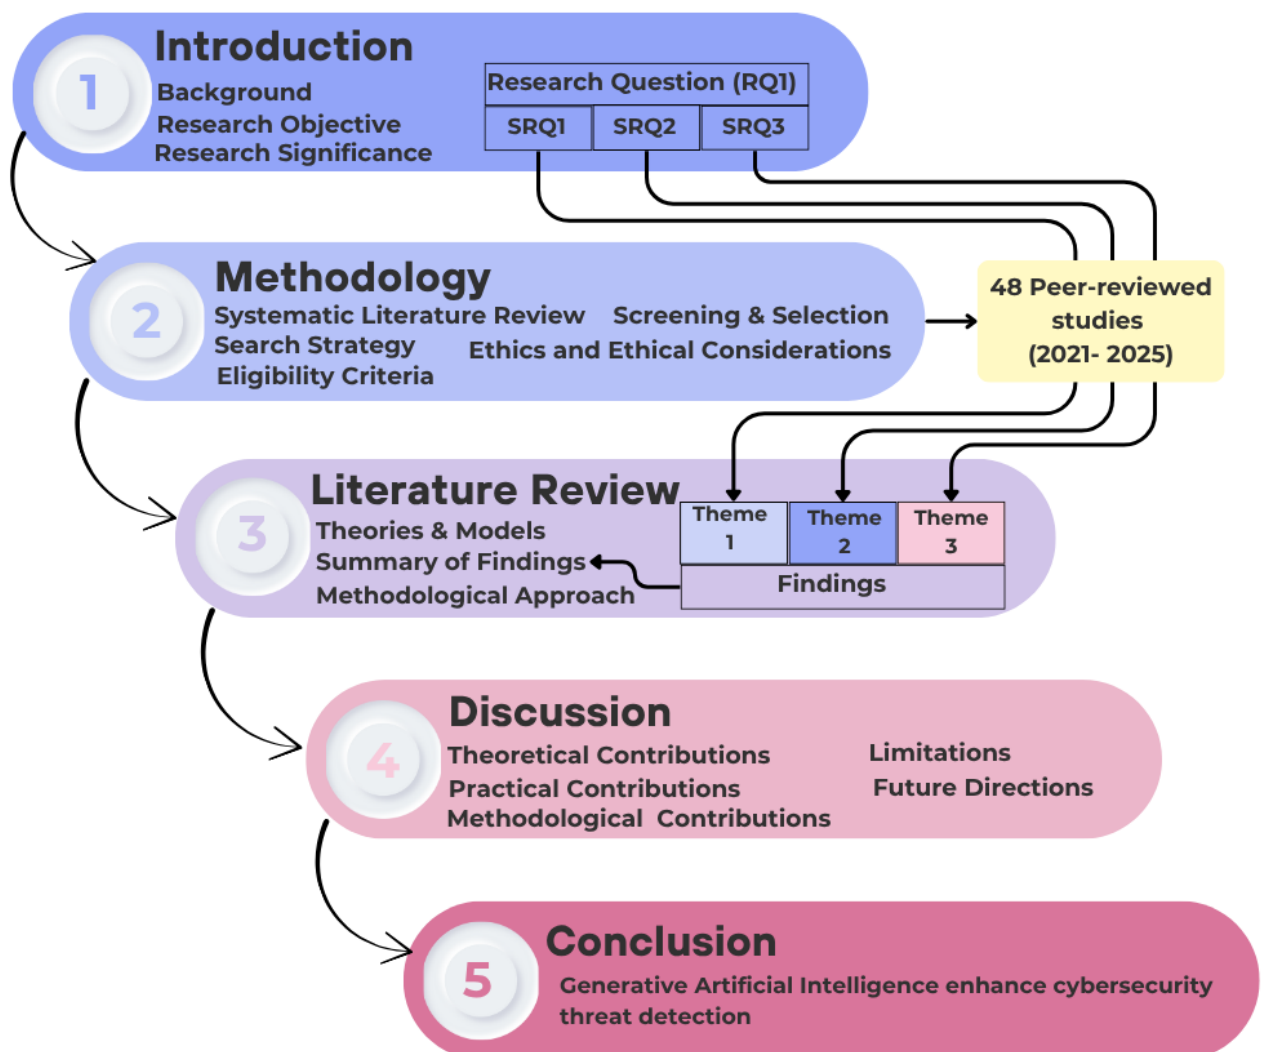 1
Introduction
Background
Research Objective
Research Significance
Research Question (RQ1)
SRQ1
SRQ2
SRQ3
2
Methodology
Systematic Literature Review
Screening & Selection
Search Strategy
Ethics and Ethical Considerations
Eligibility Criteria
48 Peer-reviewed
studies
(2021- 2025)
3
Literature Review
Theories & Models
Summary of Findings
Methodological Approach
Theme
1
Theme
2
Theme
3
Findings
4
Discussion
Theoretical Contributions
Limitations
Practical Contributions
Future Directions
Methodological  Contributions
5
Conclusion
Generative Artificial Intelligence enhance cybersecurity
threat detection